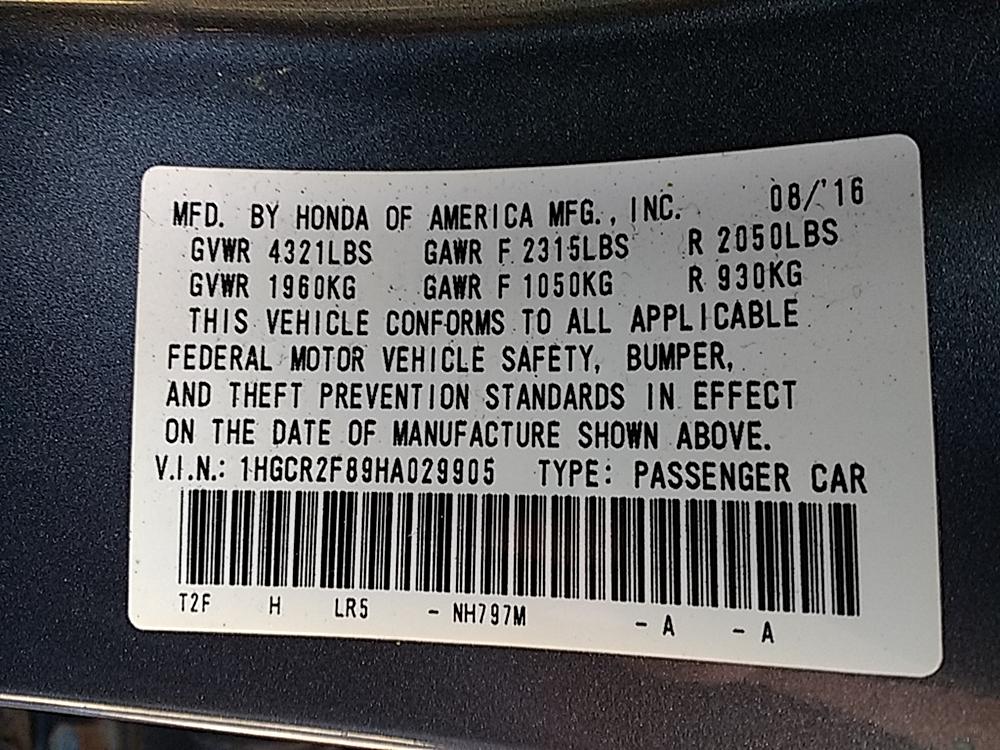 MFD. BY HONDA OF AMERICA MFG., INC. 08/'16
GVWR 4321LBS GAWR F 2315LBS R 2050LBS
GVWR 1960KG GAWR F 1050KG R 930KG
THIS VEHICLE CONFORMS TO ALL APPLICABLE
FEDERAL MOTOR VEHICLE SAFETY, BUMPER,
AND THEFT PREVENTION STANDARDS IN EFFECT
ON THE DATE OF MANUFACTURE SHOWN ABOVE.
V.I.N.: 1HGCR2F89HA029905 TYPE: PASSENGER CAR
T2F H LR5 - NH797M - A - A